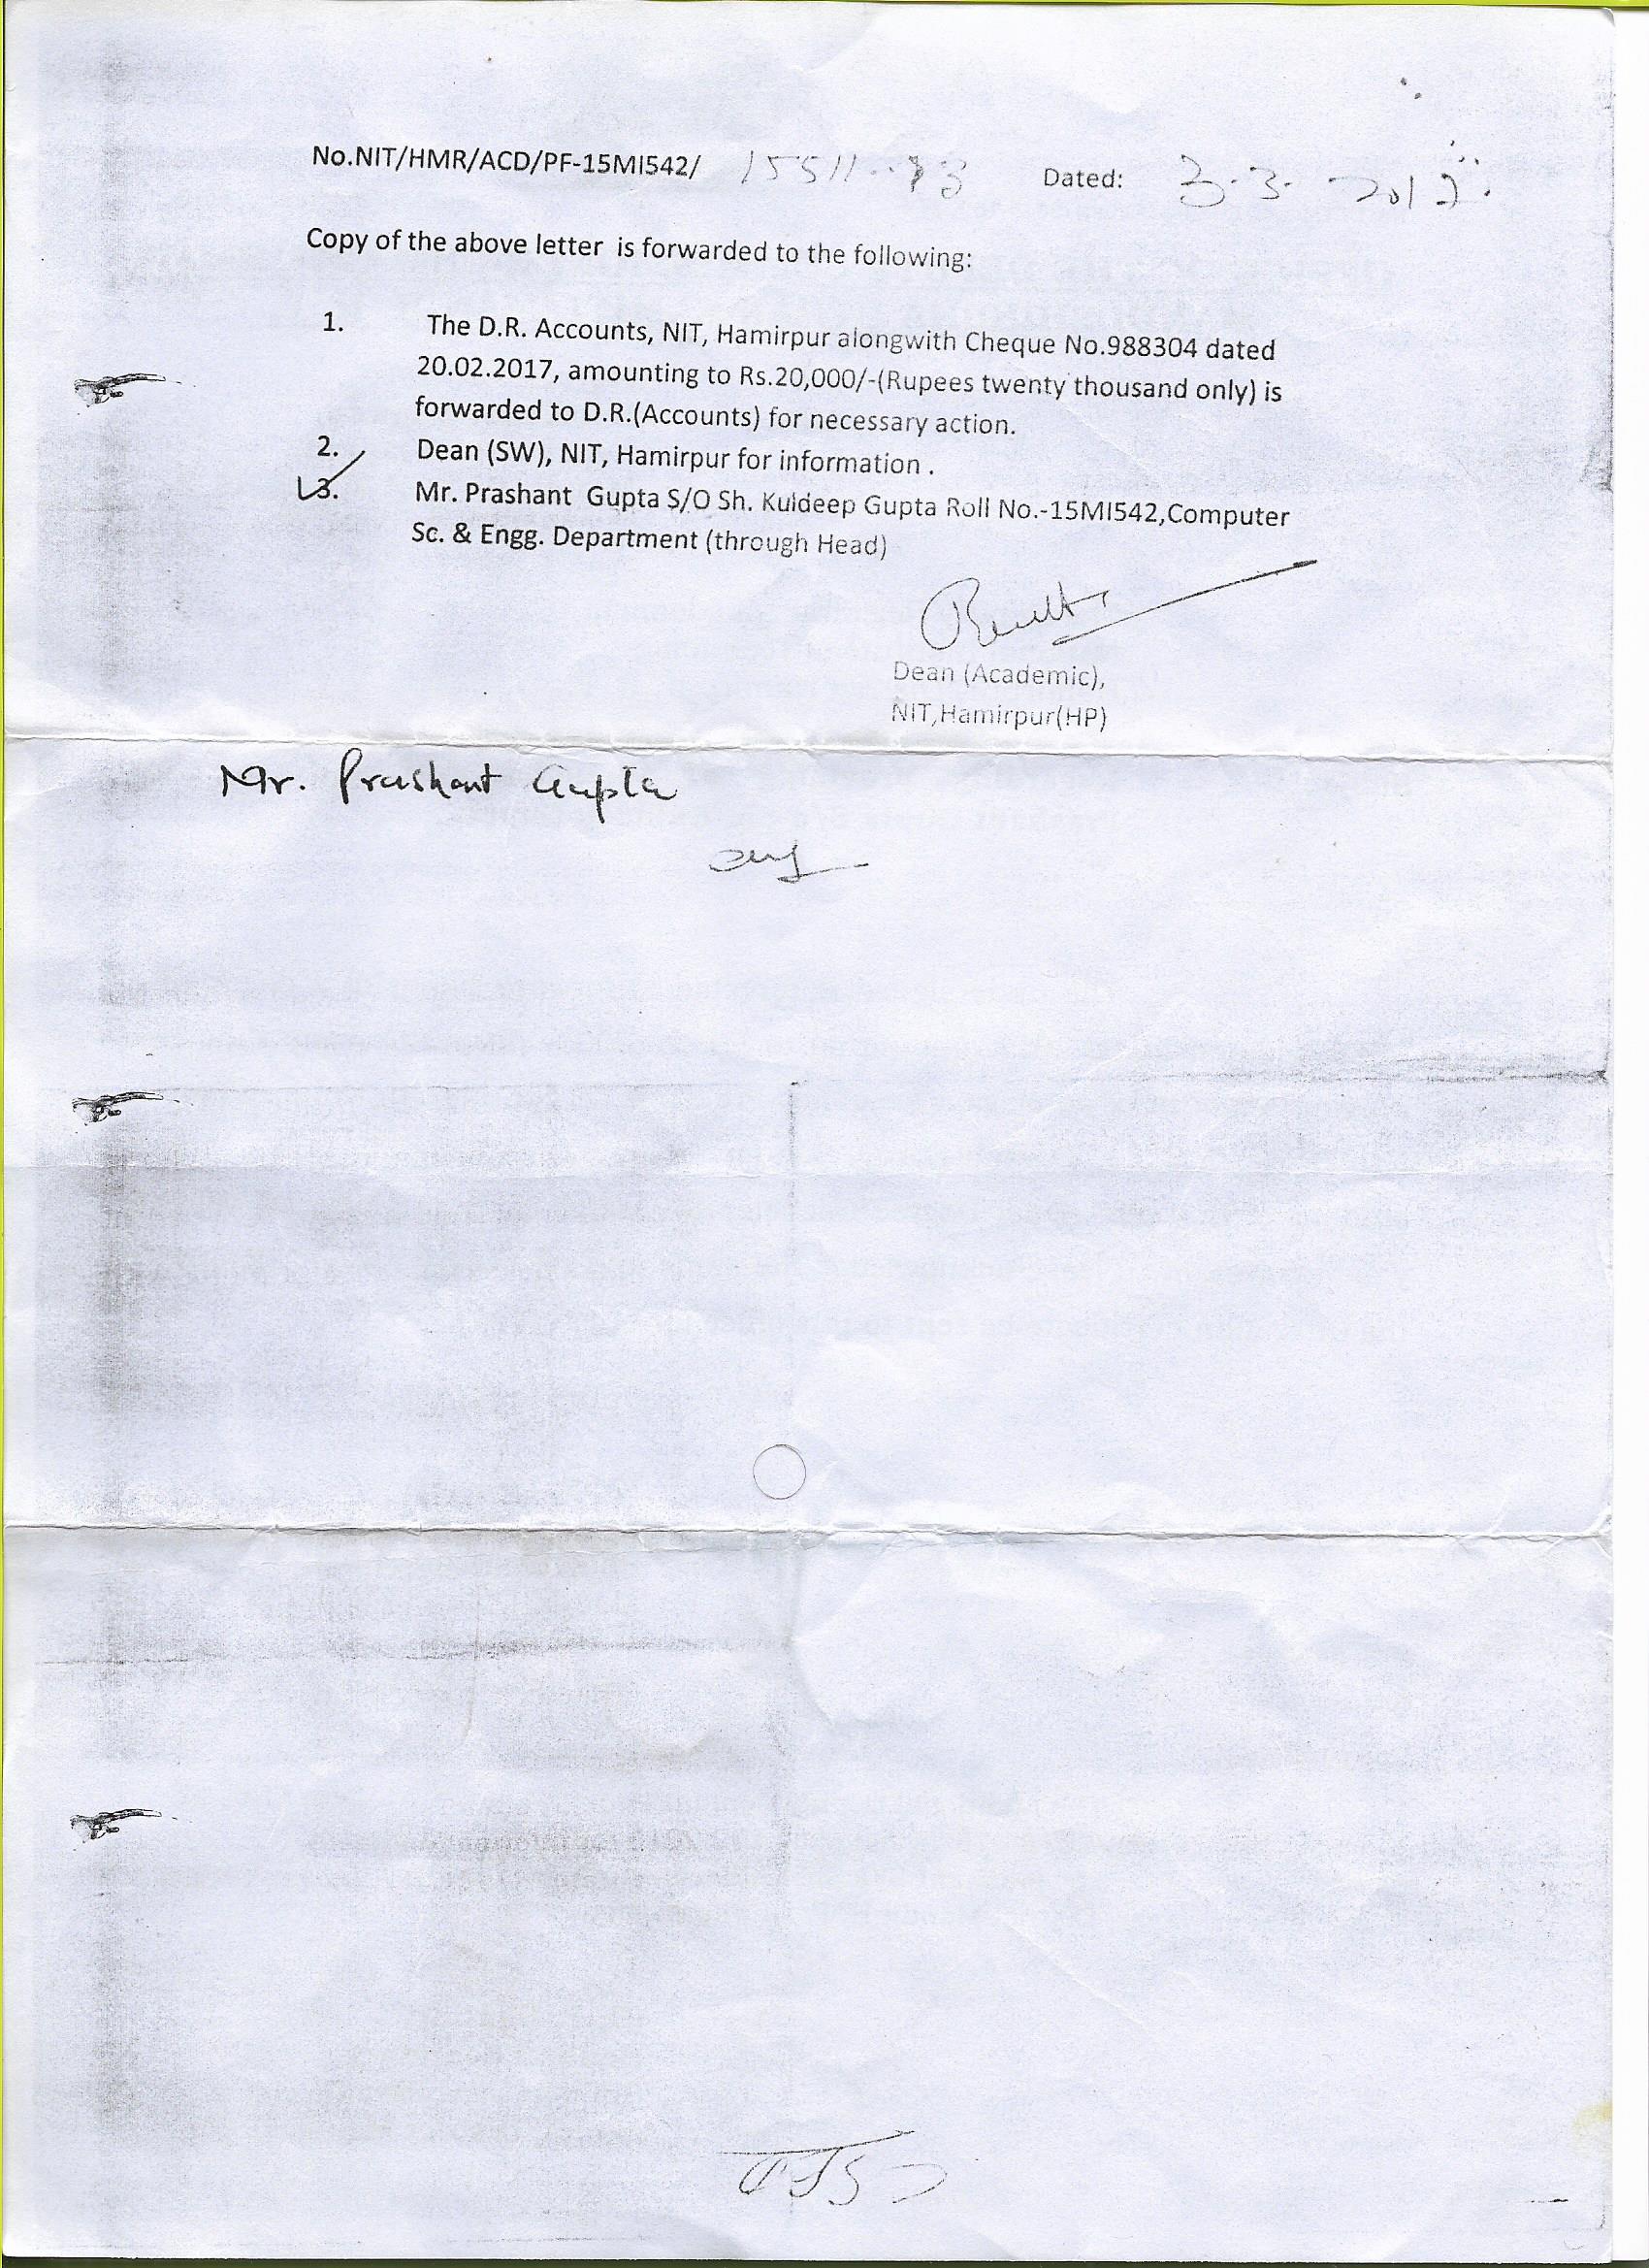 No.NIT/HMR/ACD/PF-15MI542/ 15511..13 Dated: 3.3.-2017.
Copy of the above letter is forwarded to the following:
1. The D.R. Accounts, NIT, Hamirpur alongwith Cheque No.988304 dated
20.02.2017, amounting to Rs.20,000/-(Rupees twenty thousand only) is
forwarded to D.R.(Accounts) for necessary action.
2. Dean (SW), NIT, Hamirpur for information .
3. Mr. Prashant Gupta S/O Sh. Kuldeep Gupta Roll No.-15MI542,Computer
Sc. & Engg. Department (through Head)
Dean (Academic),
NIT,Hamirpur(HP)
Mr. Prashant Gupta